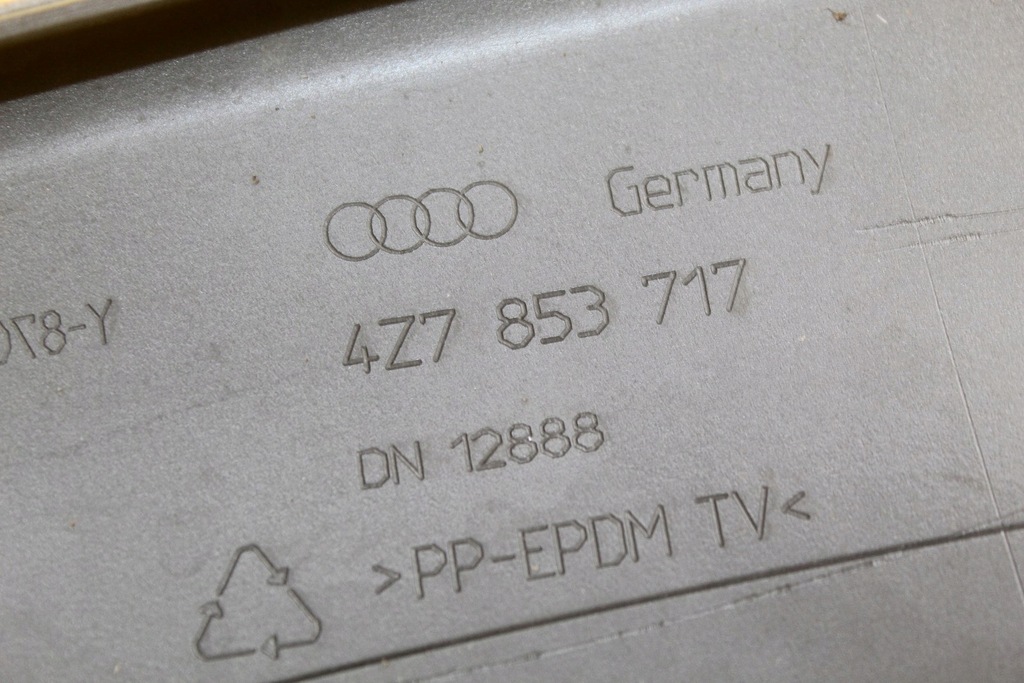 Germany
4Z7 853 717
DN 12888
>PP-EPDM TV<